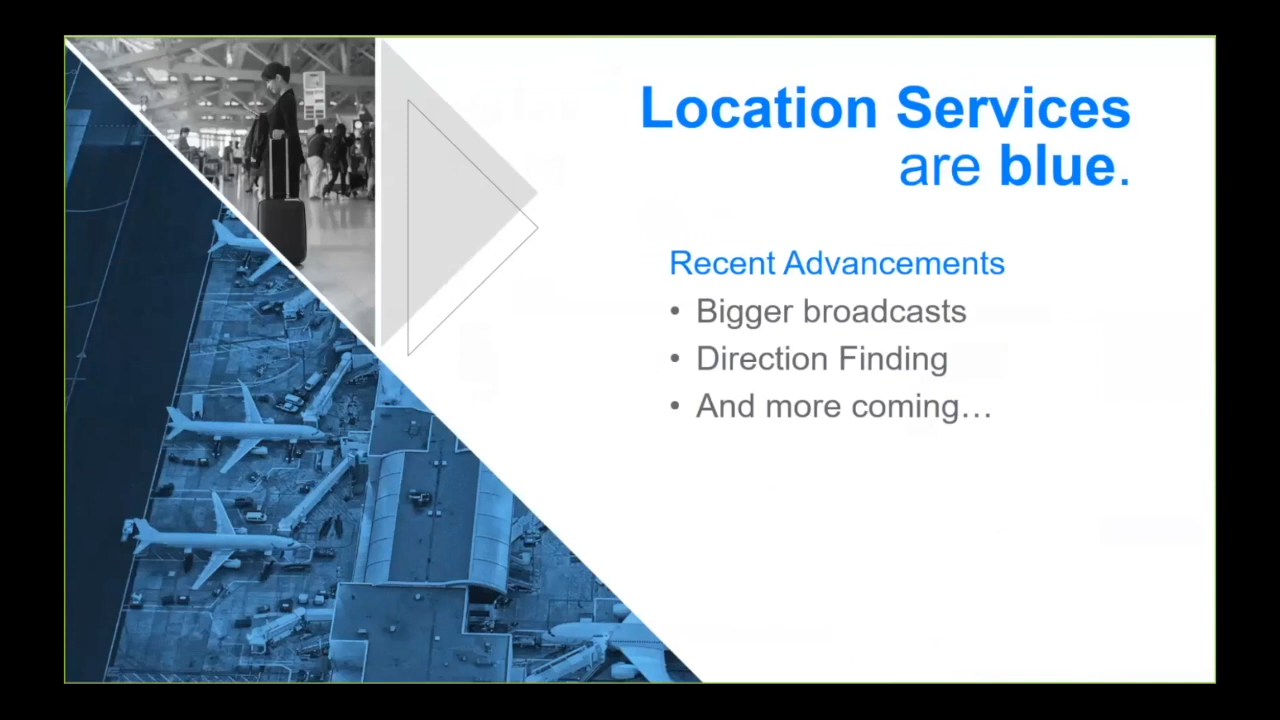 Location Services
are blue.
Recent Advancements
• Bigger broadcasts
• Direction Finding
• And more coming…